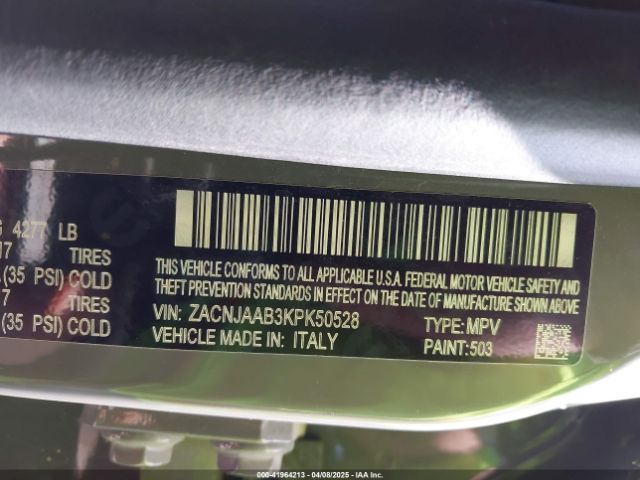 4277 LB
TIRES
(35 PSI) COLD
TIRES
(35 PSI) COLD
THIS VEHICLE CONFORMS TO ALL APPLICABLE U.S.A. FEDERAL MOTOR VEHICLE SAFETY AND
THEFT PREVENTION STANDARDS IN EFFECT ON THE DATE OF MANUFACTURE SHOWN ABOVE
VIN: ZACNJAAB3KPK50528 TYPE: MPV
VEHICLE MADE IN: ITALY PAINT: 503
000-41964213 - 04/08/2025 - Copyright © 2025 IAA Inc.